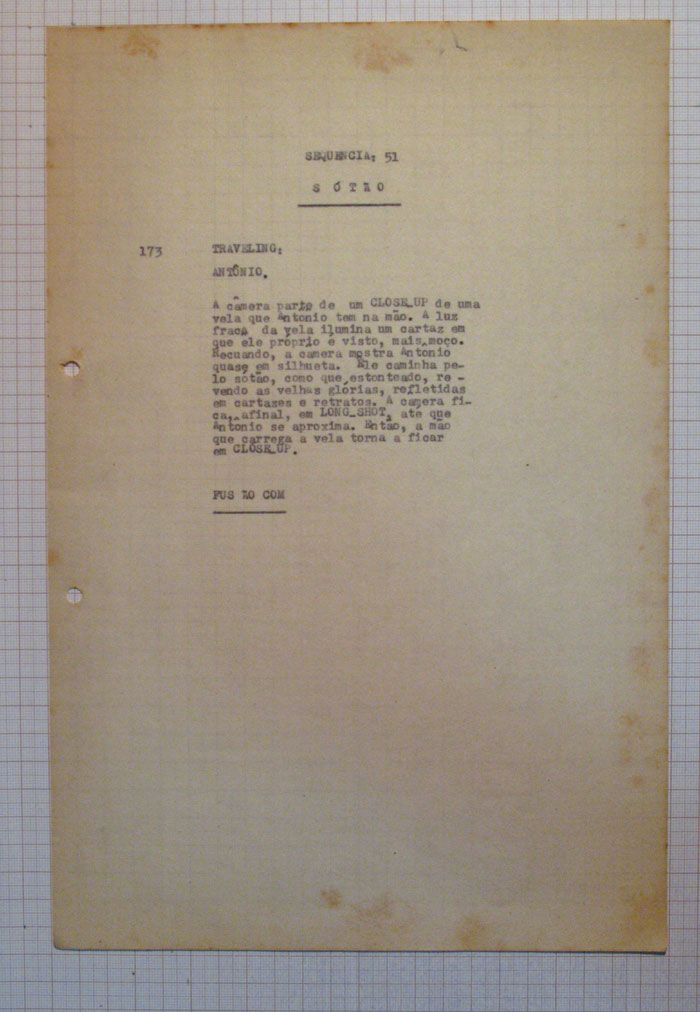 SEQUENCIA: 51
S Ó T Ã O
173 TRAVELING:
ANTÔNIO.
A câmera parte de um CLOSE_UP de uma
vela que Antonio tem na mão. A luz
fraca da vela ilumina um cartaz em
que ele proprio e visto, mais moço.
Recuando, a camera mostra Antonio
quase em silhueta. Ele caminha pe-
lo sotão, como que estonteado, re -
vendo as velhas glórias, refletidas
em cartazes e retratos. A camera fi-
ca, afinal, em LONG_SHOT, ate que
Antonio se aproxima. Então, a mão
que carrega a vela torna a ficar
em CLOSE_UP.
FUS ÃO COM